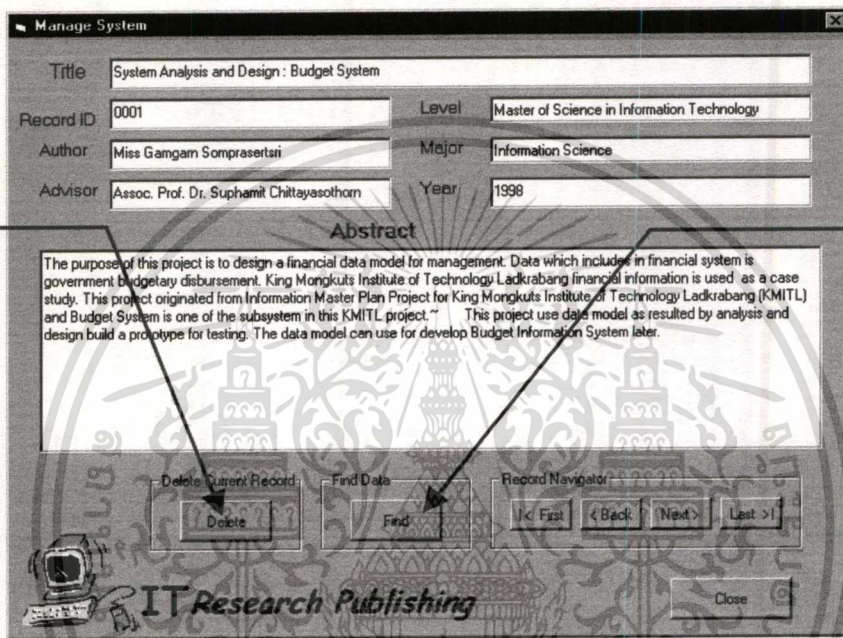 Manage System
Title System Analysis and Design : Budget System
Record ID 0001 Level Master of Science in Information Technology
Author Miss Gamgarn Somprasertsri Major Information Science
Advisor Assoc. Prof. Dr. Suphamit Chittayasothorn Year 1998
Abstract
The purpose of this project is to design a financial data model for management. Data which includes in financial system is
government budgetary disbursement. King Mongkuts Institute of Technology Ladkrabang financial information is used as a case
study. This project originated from Information Master Plan Project for King Mongkuts Institute of Technology Ladkrabang (KMITL)
and Budget System is one of the subsystem in this KMITL project.~ This project use data model as resulted by analysis and
design build a prototype for testing. The data model can use for develop Budget Information System later.
Delete Current Record Find Data Record Navigator
Delete Find |< First < Back Next > Last >|
IT Research Publishing
Close